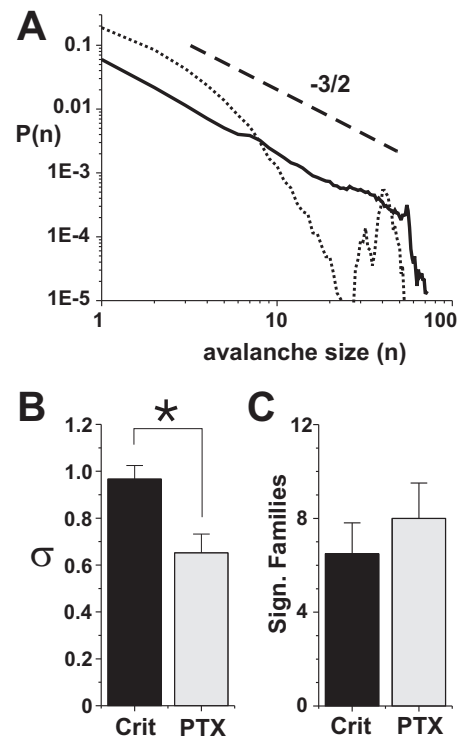 A
0.1
0.01
P(n)
1E-3
1E-4
1E-5
-3/2
1 10 100
avalanche size (n)
B
1.2
1.0
0.8
0.6
0.4
0.2
0
σ
*
Crit PTX
C
12
8
4
0
Sign. Families
Crit PTX